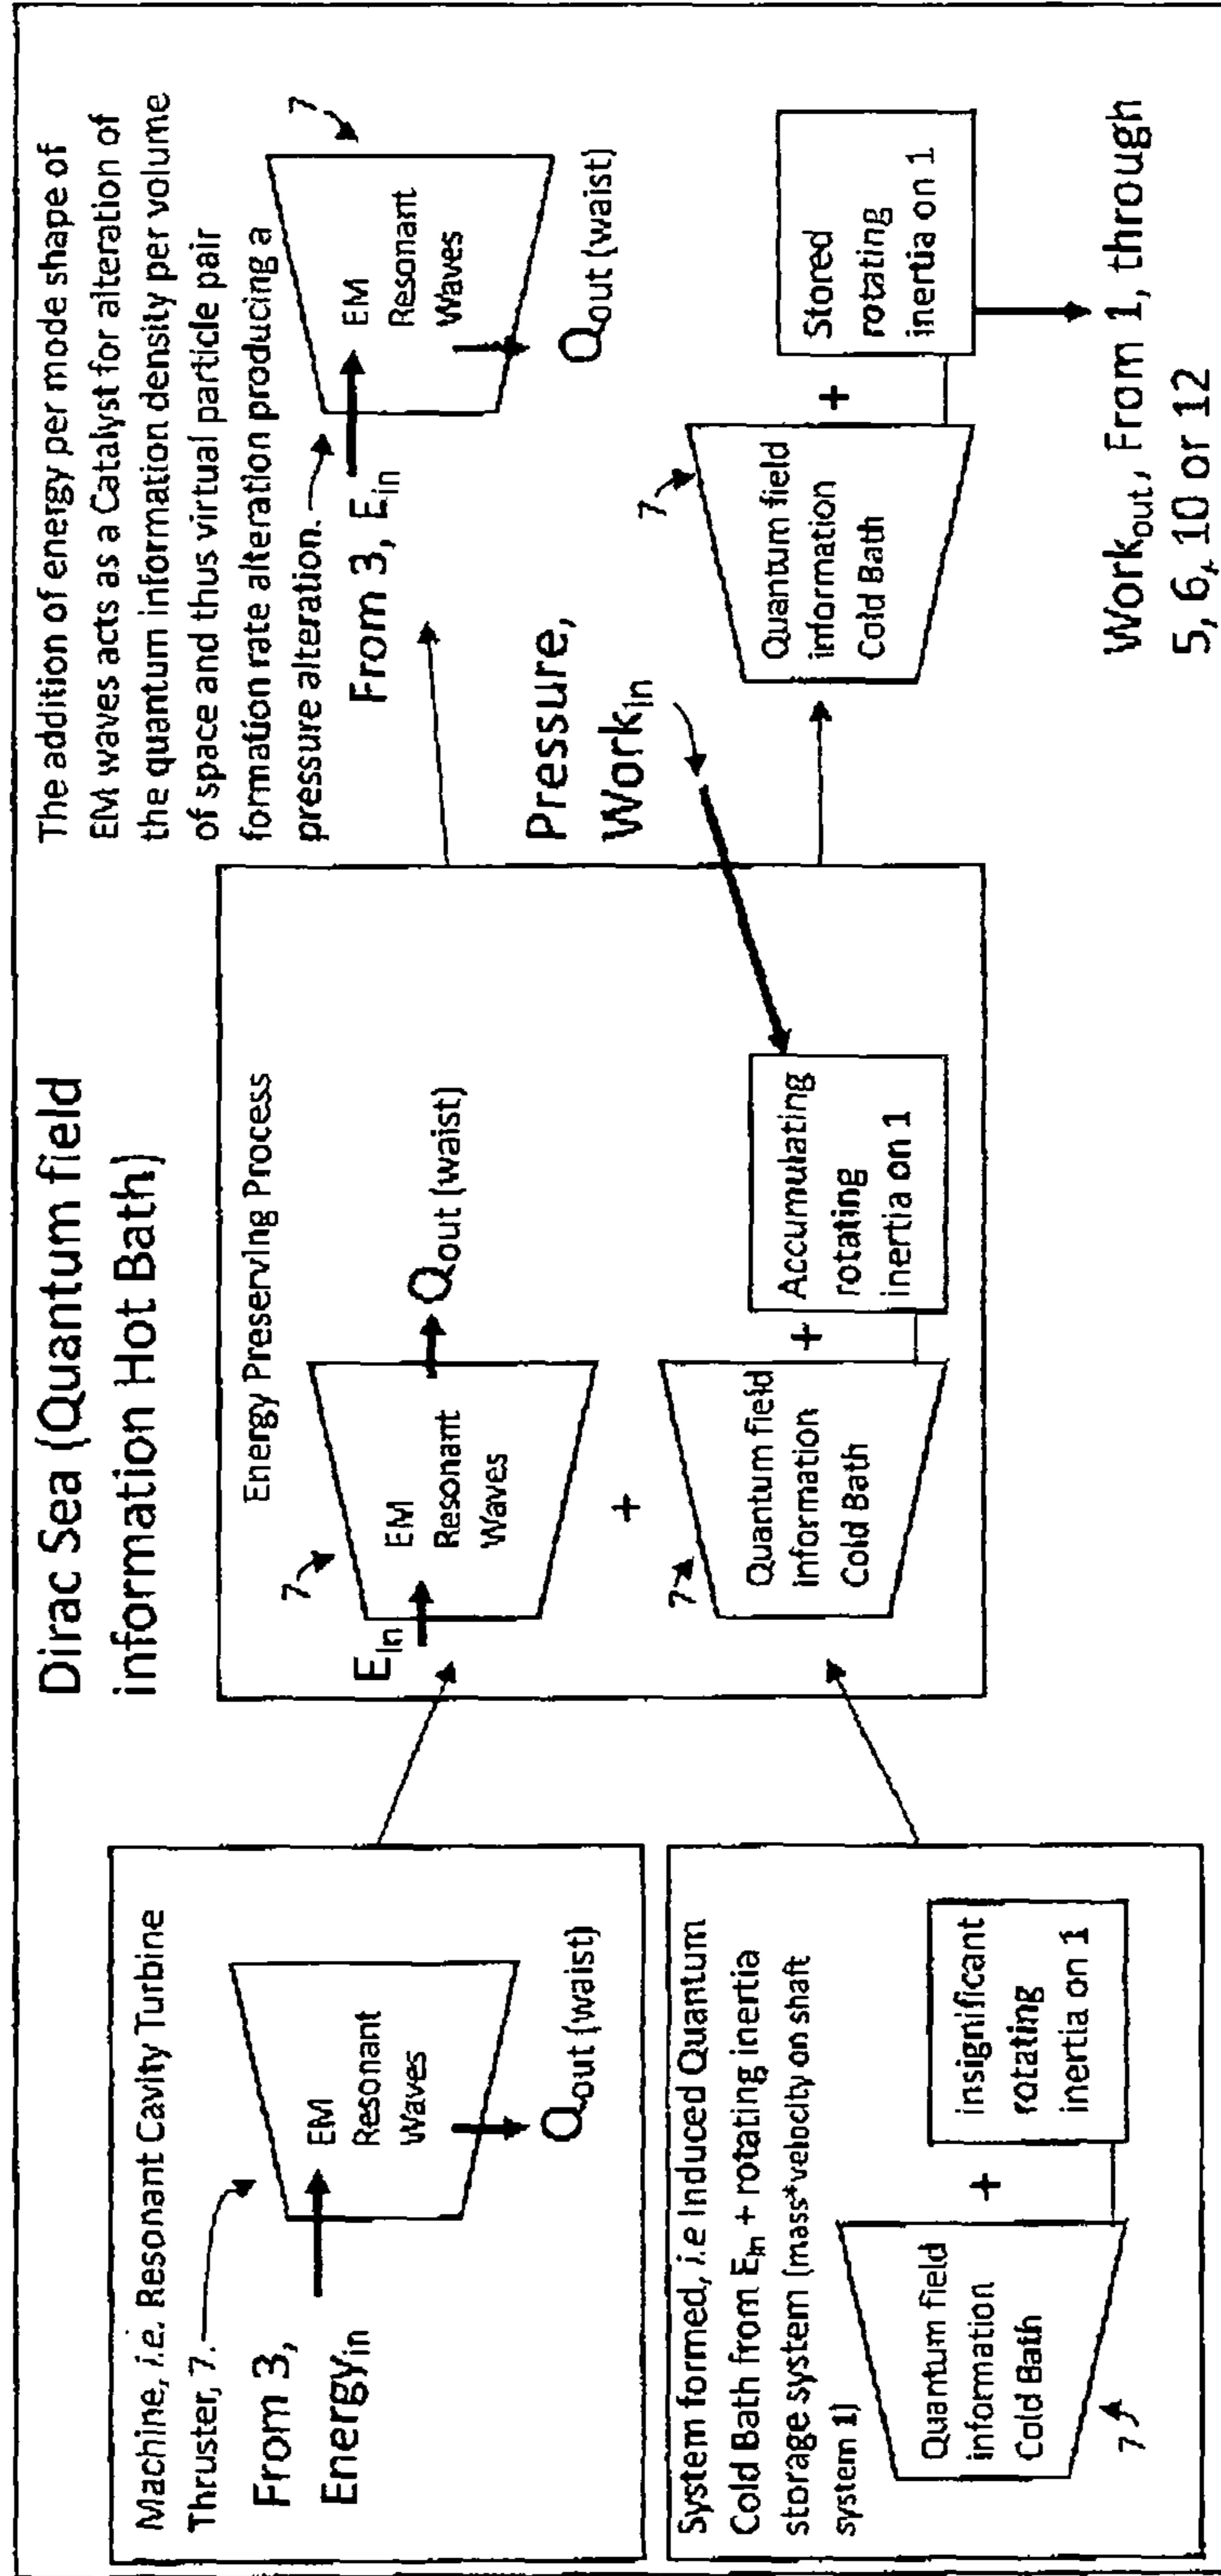 Dirac Sea (Quantum field
information Hot Bath)
Machine, i.e. Resonant Cavity Turbine
Thruster, 7.
From 3,
Energyin
EM
Resonant
Waves
Qout (waist)
System formed, i.e Induced Quantum
Cold Bath from Ein + rotating inertia
storage system (mass*velocity on shaft
system 1)
Quantum field
information
Cold Bath
7
+
insignificant
rotating
inertia on 1
Energy Preserving Process
7
Ein
EM
Resonant
Waves
Qout (waist)
+
7
Quantum field
information
Cold Bath
+
Accumulating
rotating
inertia on 1
Pressure,
Workin
The addition of energy per mode shape of
EM waves acts as a Catalyst for alteration of
the quantum information density per volume
of space and thus virtual particle pair
formation rate alteration producing a
pressure alteration.
From 3, Ein
7
EM
Resonant
Waves
Qout (waist)
7
Quantum field
information
Cold Bath
+
Stored
rotating
inertia on 1
Workout, From 1, through
5, 6, 10 or 12